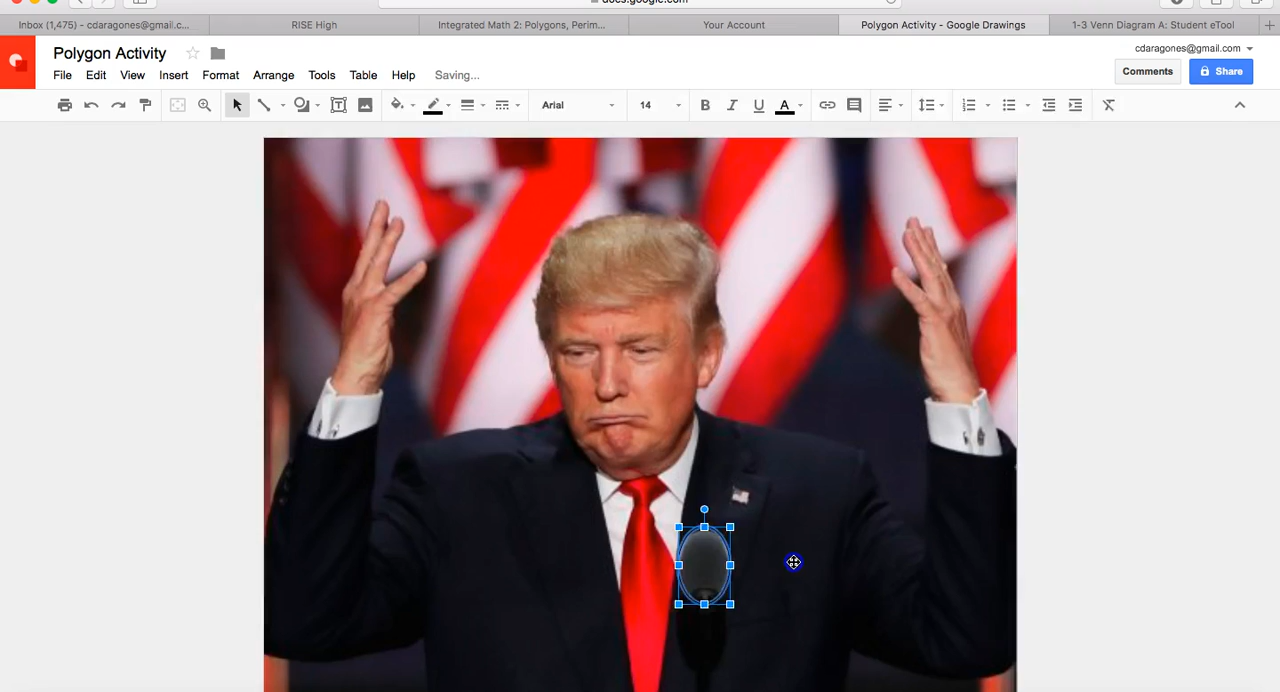 docs.google.com
Inbox (1,475) - cdaragones@gmail.c...
RISE High
Integrated Math 2: Polygons, Perim...
Your Account
Polygon Activity - Google Drawings
1-3 Venn Diagram A: Student eTool
Polygon Activity
cdaragones@gmail.com
File Edit View Insert Format Arrange Tools Table Help Saving...
Comments
Share
Arial 14 B I U A